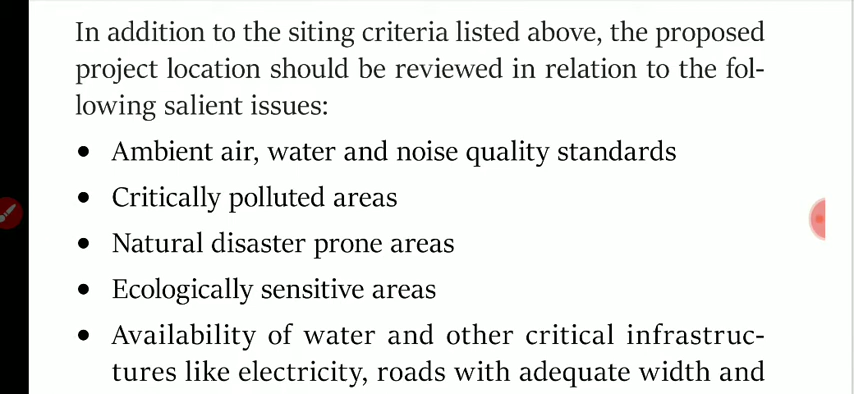 In addition to the siting criteria listed above, the proposed
project location should be reviewed in relation to the fol-
lowing salient issues:
• Ambient air, water and noise quality standards
• Critically polluted areas
• Natural disaster prone areas
• Ecologically sensitive areas
• Availability of water and other critical infrastruc-
tures like electricity, roads with adequate width and